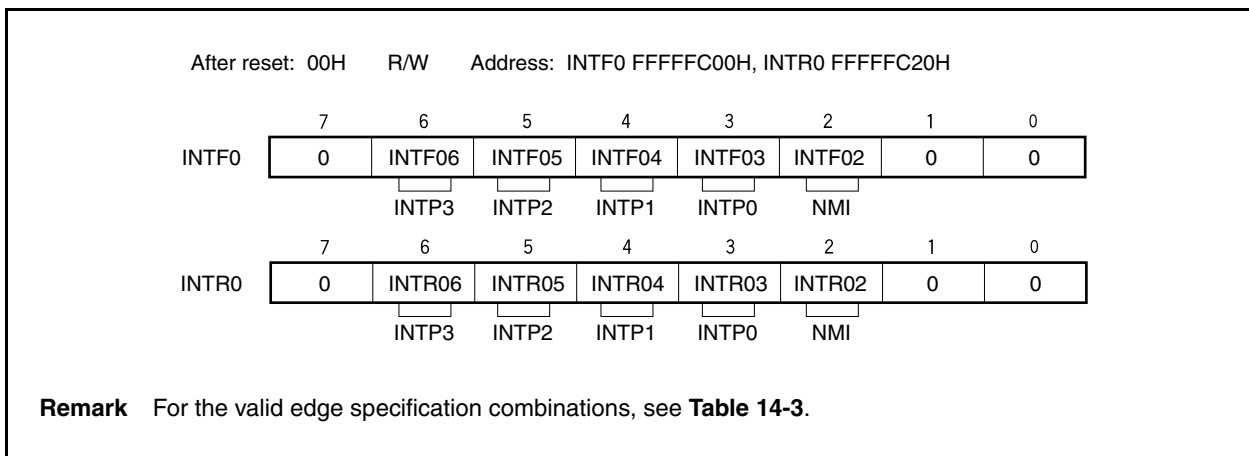 After reset: 00H R/W Address: INTF0 FFFFFC00H, INTR0 FFFFFC20H
7 6 5 4 3 2 1 0
INTF0 0 INTF06 INTF05 INTF04 INTF03 INTF02 0 0
INTP3 INTP2 INTP1 INTP0 NMI
7 6 5 4 3 2 1 0
INTR0 0 INTR06 INTR05 INTR04 INTR03 INTR02 0 0
INTP3 INTP2 INTP1 INTP0 NMI
Remark For the valid edge specification combinations, see Table 14-3.